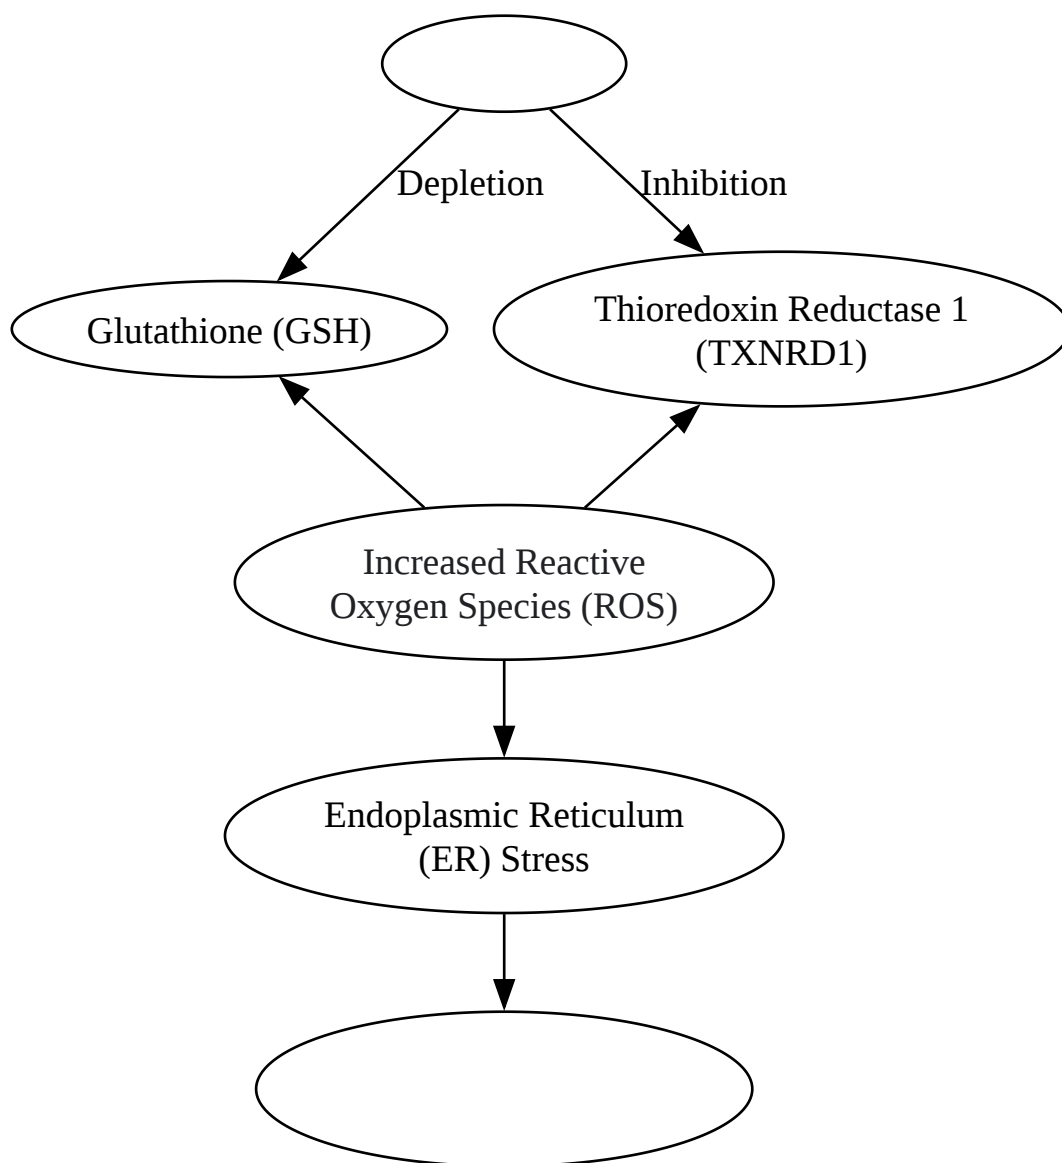 Depletion
Inhibition
Glutathione (GSH)
Thioredoxin Reductase 1
(TXNRD1)
Increased Reactive
Oxygen Species (ROS)
Endoplasmic Reticulum
(ER) Stress